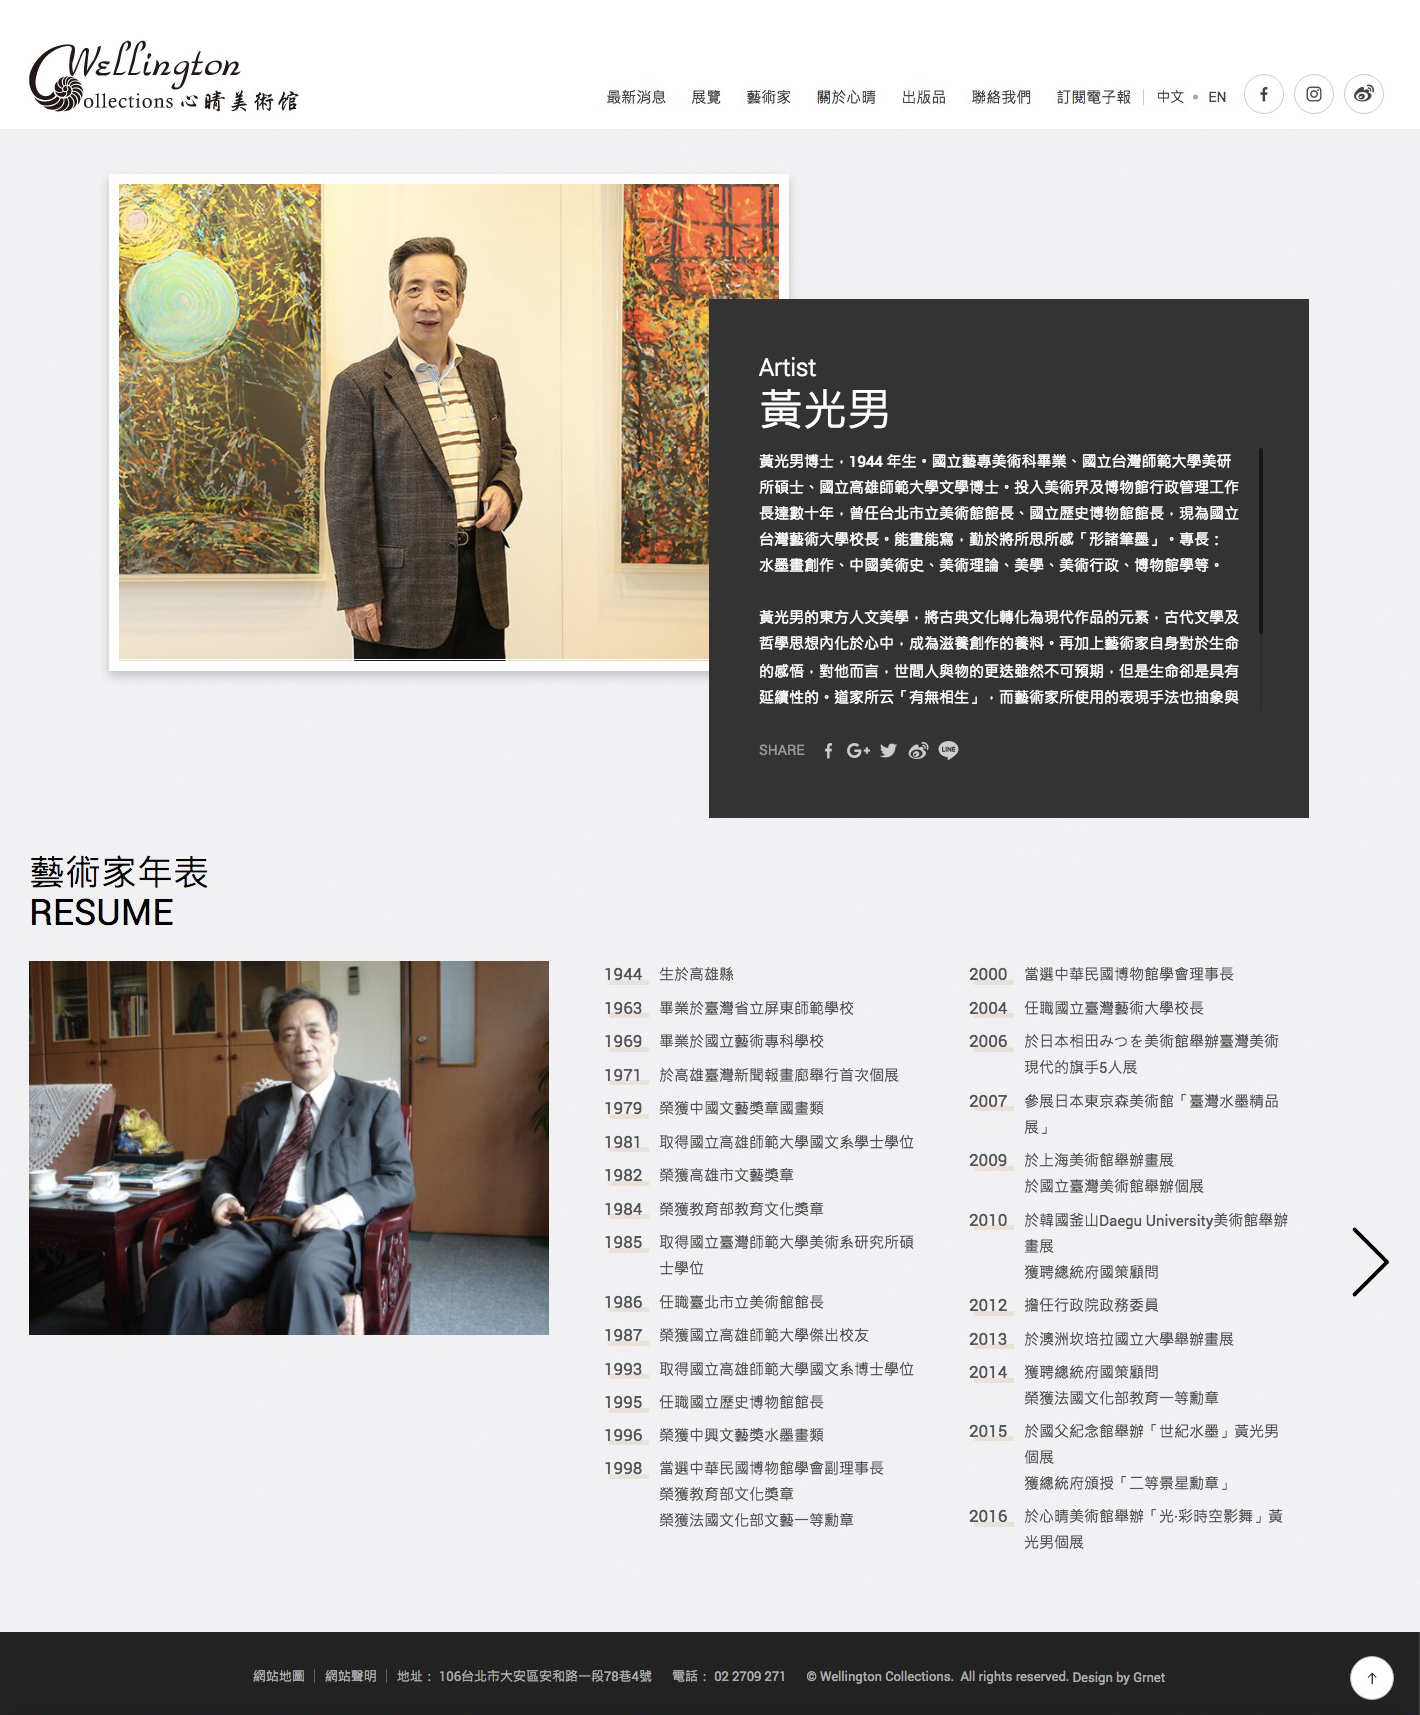 Wellington
Collections 心晴美術館
最新消息 展覽 藝術家 關於心晴 出版品 聯絡我們 訂閱電子報 中文 • EN
Artist
黃光男
黃光男博士，1944 年生。國立藝專美術科畢業、國立台灣師範大學美研
所碩士、國立高雄師範大學文學博士。投入美術界及博物館行政管理工作
長達數十年，曾任台北市立美術館館長、國立歷史博物館館長，現為國立
台灣藝術大學校長。能畫能寫，勤於將所思所感「形諸筆墨」。專長：
水墨畫創作、中國美術史、美術理論、美學、美術行政、博物館學等。
黃光男的東方人文美學，將古典文化轉化為現代作品的元素，古代文學及
哲學思想內化於心中，成為滋養創作的養料。再加上藝術家自身對於生命
的感悟，對他而言，世間人與物的更迭雖然不可預期，但是生命卻是具有
延續性的。道家所云「有無相生」，而藝術家所使用的表現手法也抽象與
SHARE G+ LINE
藝術家年表
RESUME
1944 生於高雄縣
1963 畢業於臺灣省立屏東師範學校
1969 畢業於國立藝術專科學校
1971 於高雄臺灣新聞報畫廊舉行首次個展
1979 榮獲中國文藝獎章國畫類
1981 取得國立高雄師範大學國文系學士學位
1982 榮獲高雄市文藝獎章
1984 榮獲教育部教育文化獎章
1985 取得國立臺灣師範大學美術系研究所碩
士學位
1986 任職臺北市立美術館館長
1987 榮獲國立高雄師範大學傑出校友
1993 取得國立高雄師範大學國文系博士學位
1995 任職國立歷史博物館館長
1996 榮獲中興文藝獎水墨畫類
1998 當選中華民國博物館學會副理事長
榮獲教育部文化獎章
榮獲法國文化部文藝一等勳章
2000 當選中華民國博物館學會理事長
2004 任職國立臺灣藝術大學校長
2006 於日本相田みつを美術館舉辦臺灣美術
現代的旗手5人展
2007 參展日本東京森美術館「臺灣水墨精品
展」
2009 於上海美術館舉辦畫展
於國立臺灣美術館舉辦個展
2010 於韓國釜山Daegu University美術館舉辦
畫展
獲聘總統府國策顧問
2012 擔任行政院政務委員
2013 於澳洲坎培拉國立大學舉辦畫展
2014 獲聘總統府國策顧問
榮獲法國文化部教育一等勳章
2015 於國父紀念館舉辦「世紀水墨」黃光男
個展
獲總統府頒授「二等景星勳章」
2016 於心晴美術館舉辦「光·彩時空影舞」黃
光男個展
網站地圖 | 網站聲明 | 地址： 106台北市大安區安和路一段78巷4號 電話： 02 2709 271 © Wellington Collections. All rights reserved. Design by Grnet